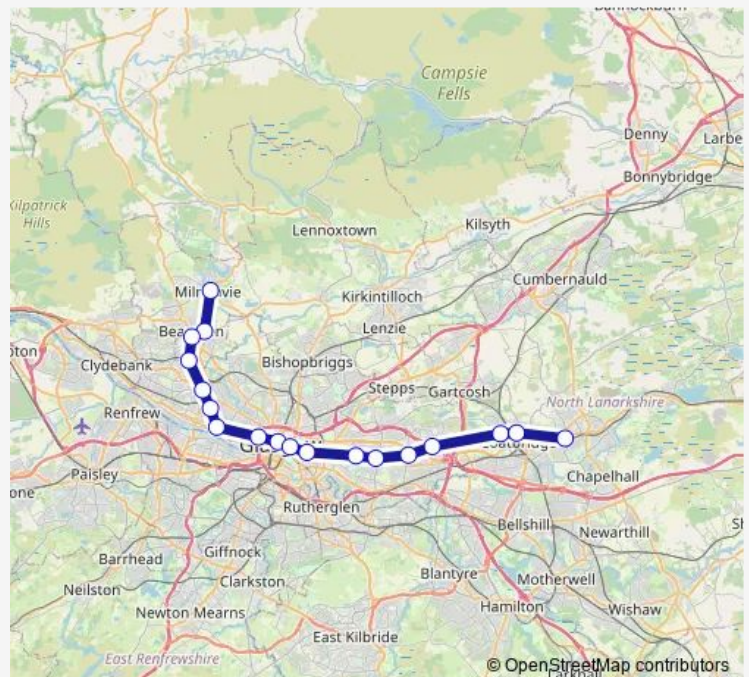 Campsie
Fells
Denny
Bonnybridge
Kilpatrick
Hills
Lennoxtown
Kilsyth
Kirkintilloch
Cumbernauld
Lenzie
Clydebank
Bishopbriggs
Stepps
Gartcosh
North Lanarkshire
Renfrew
Paisley
Chapelhall
Rutherglen
Bellshill
Newarthill
Barrhead
Giffnock
Blantyre
Motherwell
Neilston
Clarkston
Hamilton
Wishaw
Newton Mearns
East Kilbride
East Renfrewshire
© OpenStreetMap contributors